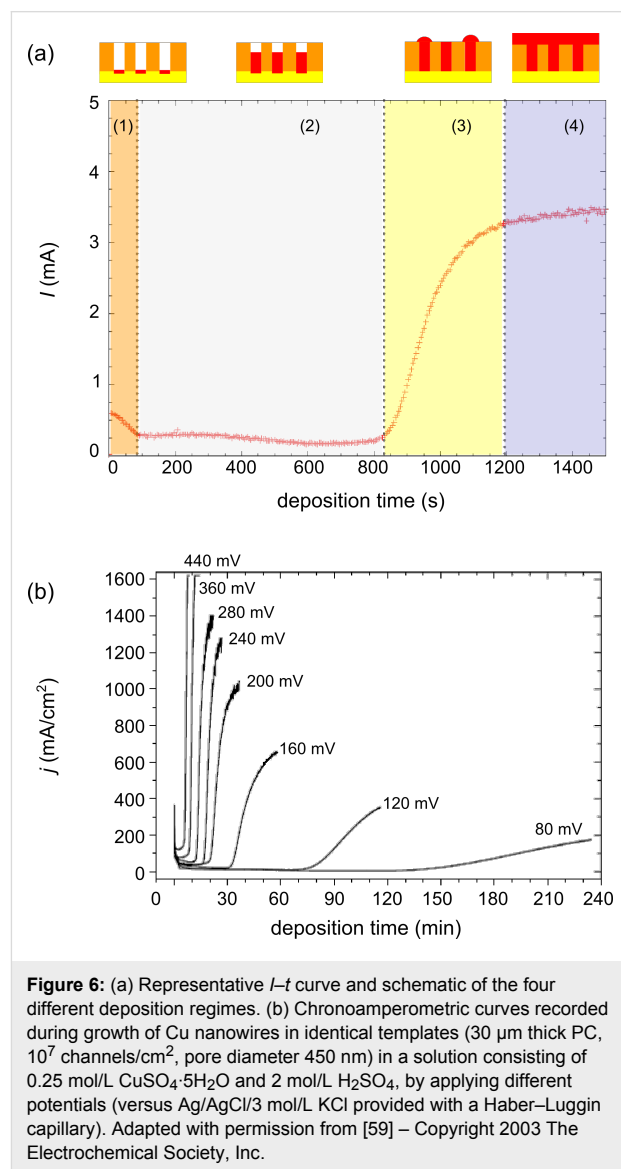 (a)
5
(1)
(2)
(3)
(4)
4
3
2
1
0
I (mA)
0
200
400
600
800
1000
1200
1400
deposition time (s)
(b)
440 mV
360 mV
280 mV
240 mV
200 mV
160 mV
120 mV
80 mV
1600
1400
1200
1000
800
600
400
200
0
j (mA/cm²)
0
30
60
90
120
150
180
210
240
deposition time (min)
Figure 6: (a) Representative I–t curve and schematic of the four
different deposition regimes. (b) Chronoamperometric curves recorded
during growth of Cu nanowires in identical templates (30 μm thick PC,
10⁷ channels/cm², pore diameter 450 nm) in a solution consisting of
0.25 mol/L CuSO₄·5H₂O and 2 mol/L H₂SO₄, by applying different
potentials (versus Ag/AgCl/3 mol/L KCl provided with a Haber–Luggin
capillary). Adapted with permission from [59] – Copyright 2003 The
Electrochemical Society, Inc.